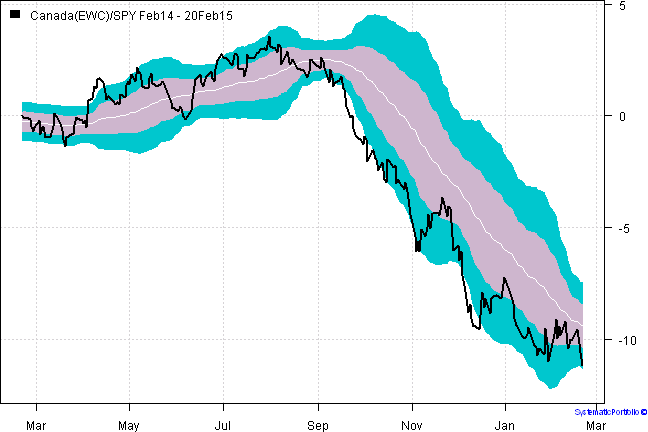 Canada(EWC)/SPY Feb14 - 20Feb15
5
0
-5
-10
SystematicPortfolio ©
Mar May Jul Sep Nov Jan Mar